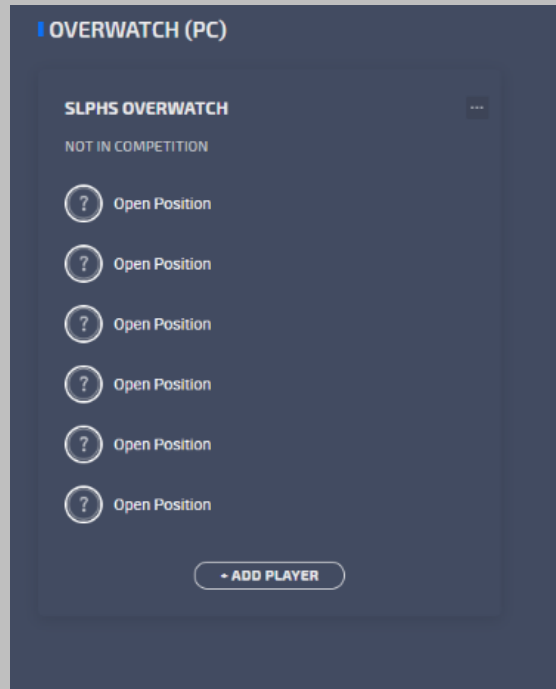 OVERWATCH (PC)
SLPHS OVERWATCH
NOT IN COMPETITION
? Open Position
? Open Position
? Open Position
? Open Position
? Open Position
? Open Position
+ ADD PLAYER